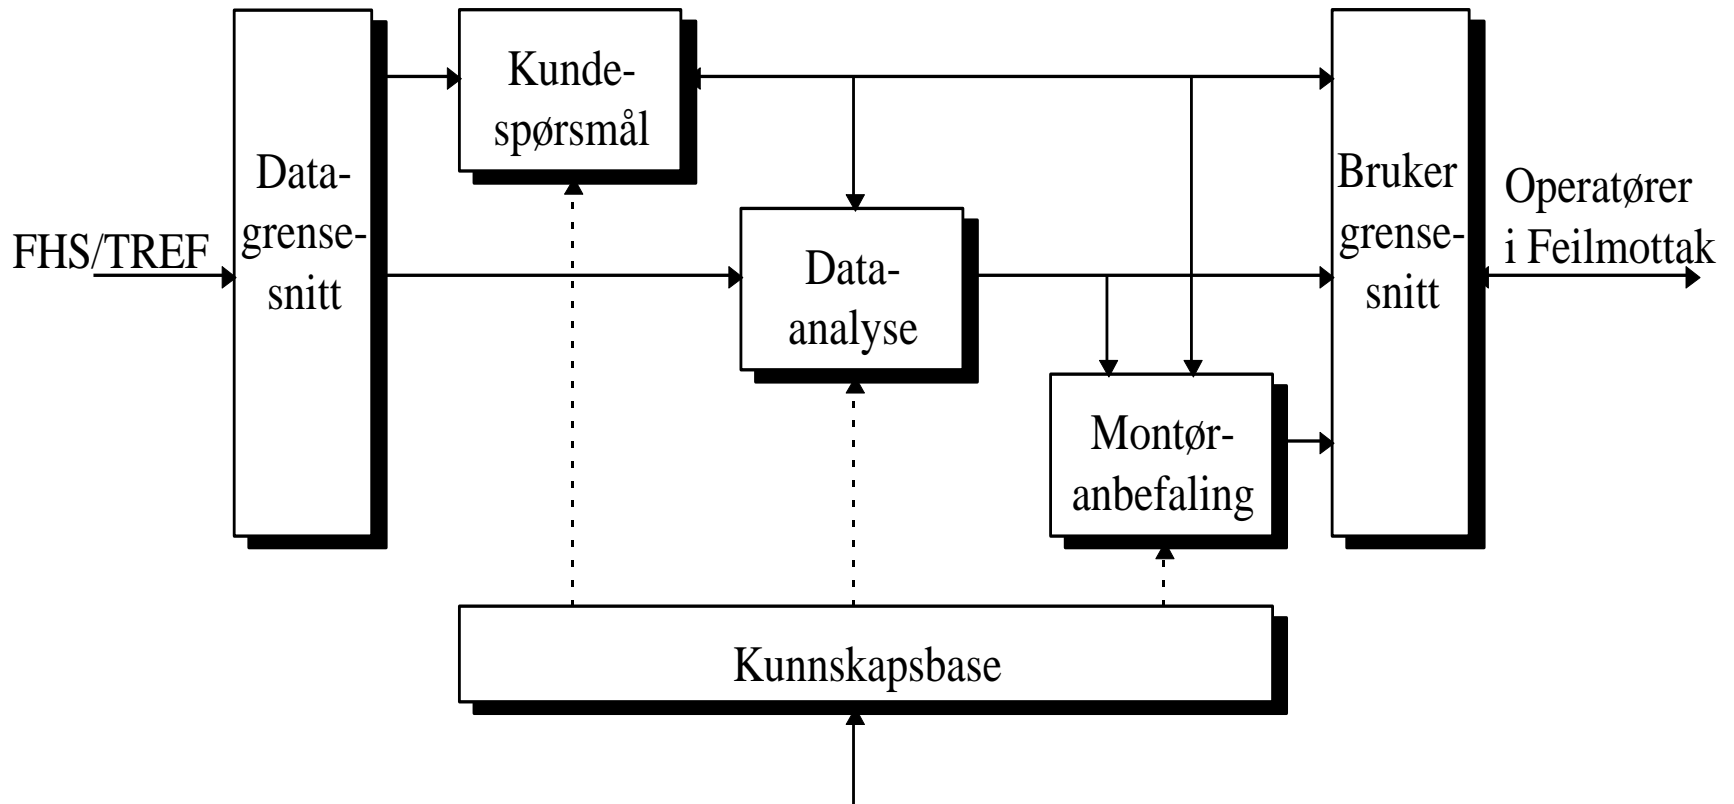 FHS/TREF
Data-
grense-
snitt
Kunde-
spørsmål
Data-
analyse
Montør-
anbefaling
Bruker
grense-
snitt
Operatører
i Feilmottak
Kunnskapsbase